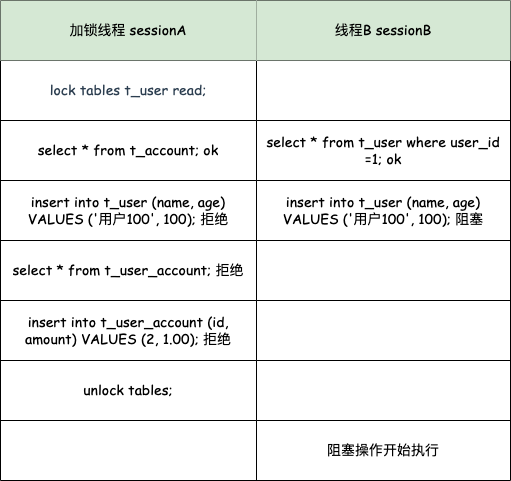 加锁线程 sessionA
线程B sessionB
lock tables t_user read;
select * from t_account; ok
select * from t_user where user_id
=1; ok
insert into t_user (name, age)
VALUES ('用户100', 100); 拒绝
insert into t_user (name, age)
VALUES ('用户100', 100); 阻塞
select * from t_user_account; 拒绝
insert into t_user_account (id,
amount) VALUES (2, 1.00); 拒绝
unlock tables;
阻塞操作开始执行